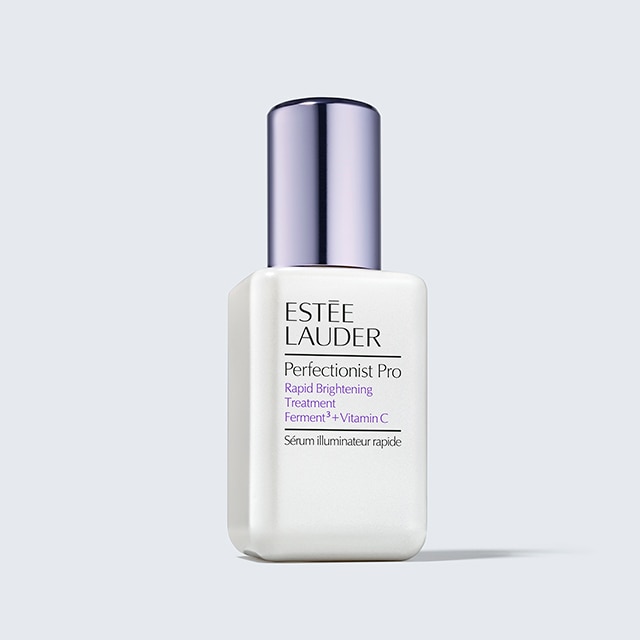 ESTĒE
LAUDER
Perfectionist Pro
Rapid Brightening
Treatment
Ferment³+Vitamin C
Sérum illuminateur rapide